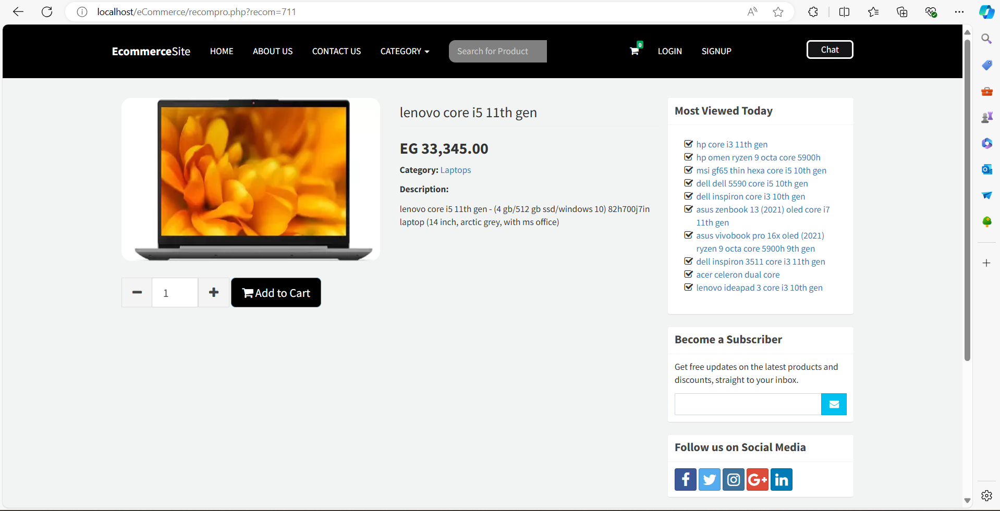 localhost/eCommerce/recompro.php?recom=711
EcommerceSite HOME ABOUT US CONTACT US CATEGORY Search for Product 0 LOGIN SIGNUP Chat
lenovo core i5 11th gen
EG 33,345.00
Category: Laptops
Description:
lenovo core i5 11th gen - (4 gb/512 gb ssd/windows 10) 82h700j7in
laptop (14 inch, arctic grey, with ms office)
1 Add to Cart
Most Viewed Today
hp core i3 11th gen
hp omen ryzen 9 octa core 5900h
msi gf65 thin hexa core i5 10th gen
dell dell 5590 core i5 10th gen
dell inspiron core i3 10th gen
asus zenbook 13 (2021) oled core i7
11th gen
asus vivobook pro 16x oled (2021)
ryzen 9 octa core 5900h 9th gen
dell inspiron 3511 core i3 11th gen
acer celeron dual core
lenovo ideapad 3 core i3 10th gen
Become a Subscriber
Get free updates on the latest products and
discounts, straight to your inbox.
Follow us on Social Media
f G+ in